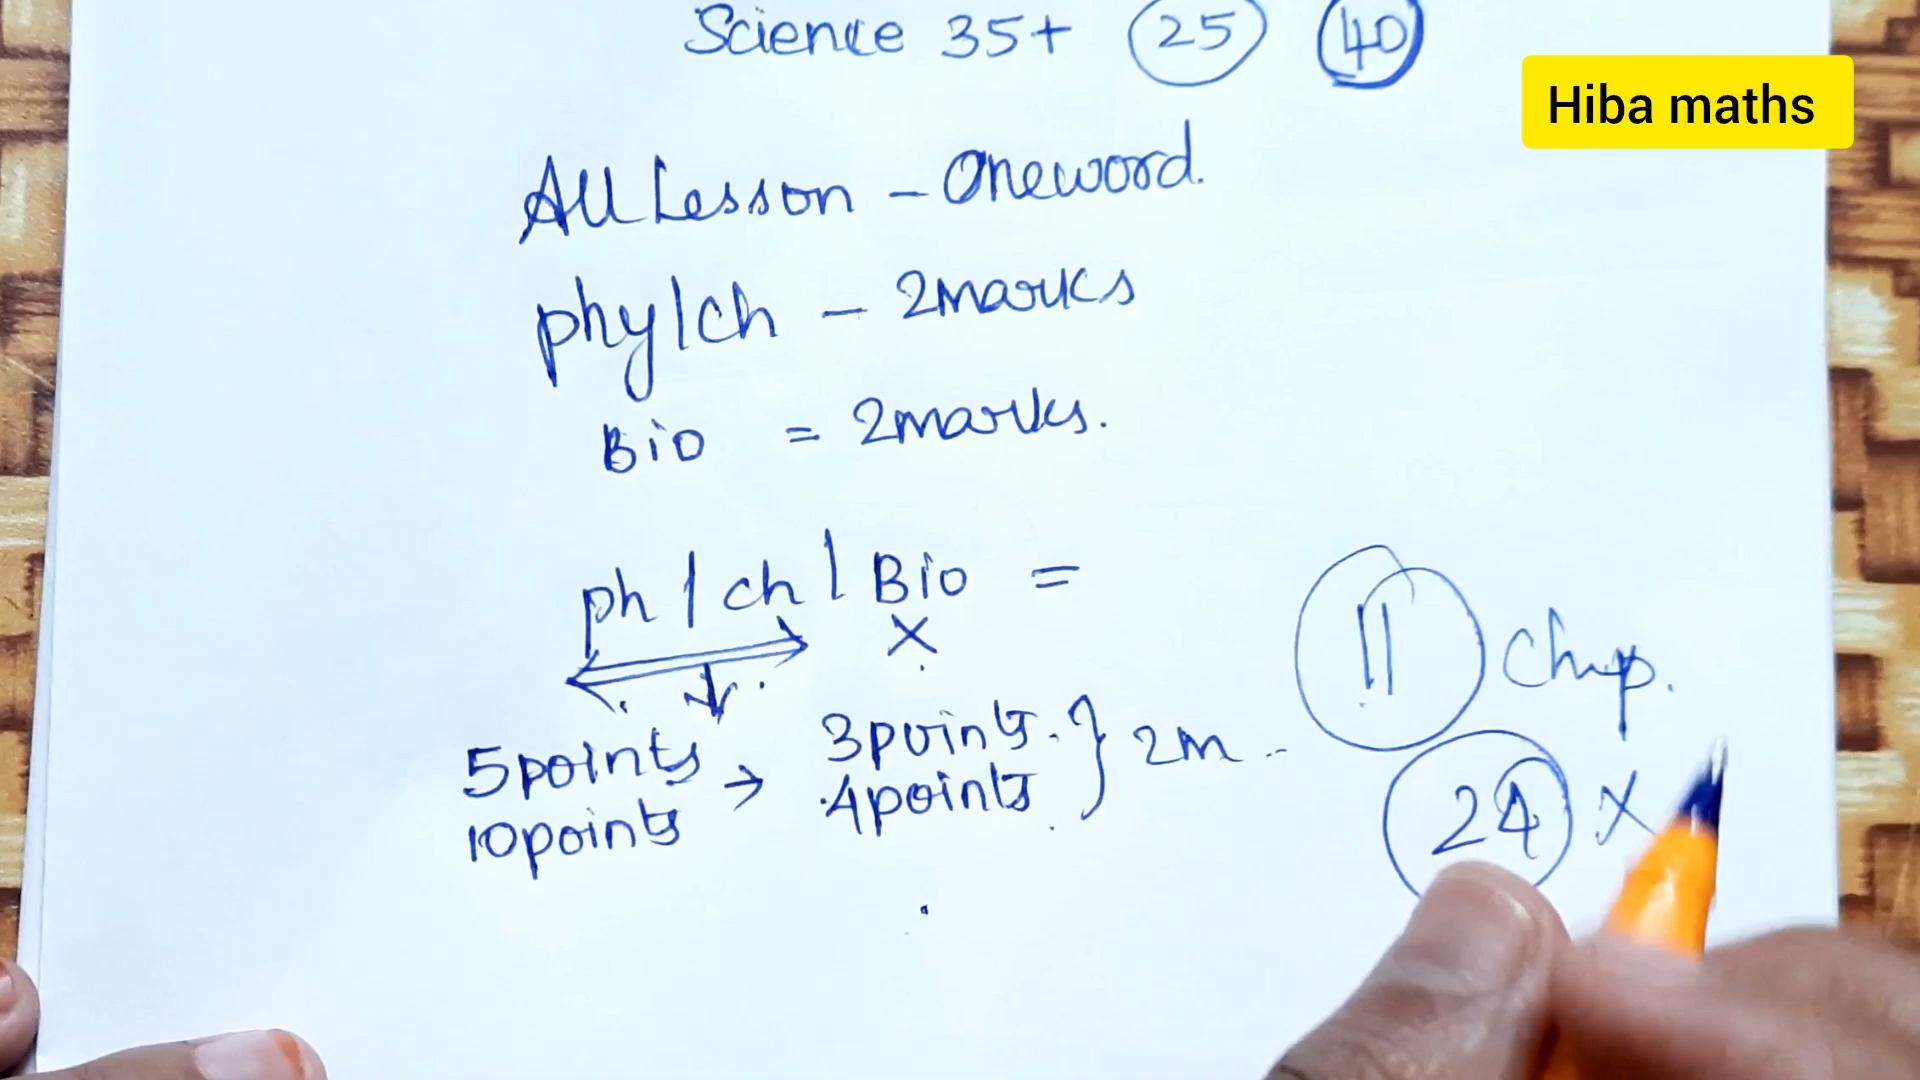 Science 35+ 25 40
Hiba maths
All Lesson - Oneword.
phy/ch - 2marks
Bio = 2marks.
ph / ch / Bio =
X
11 Chap.
5points → 3points. } 2m
10points 4points
24 X